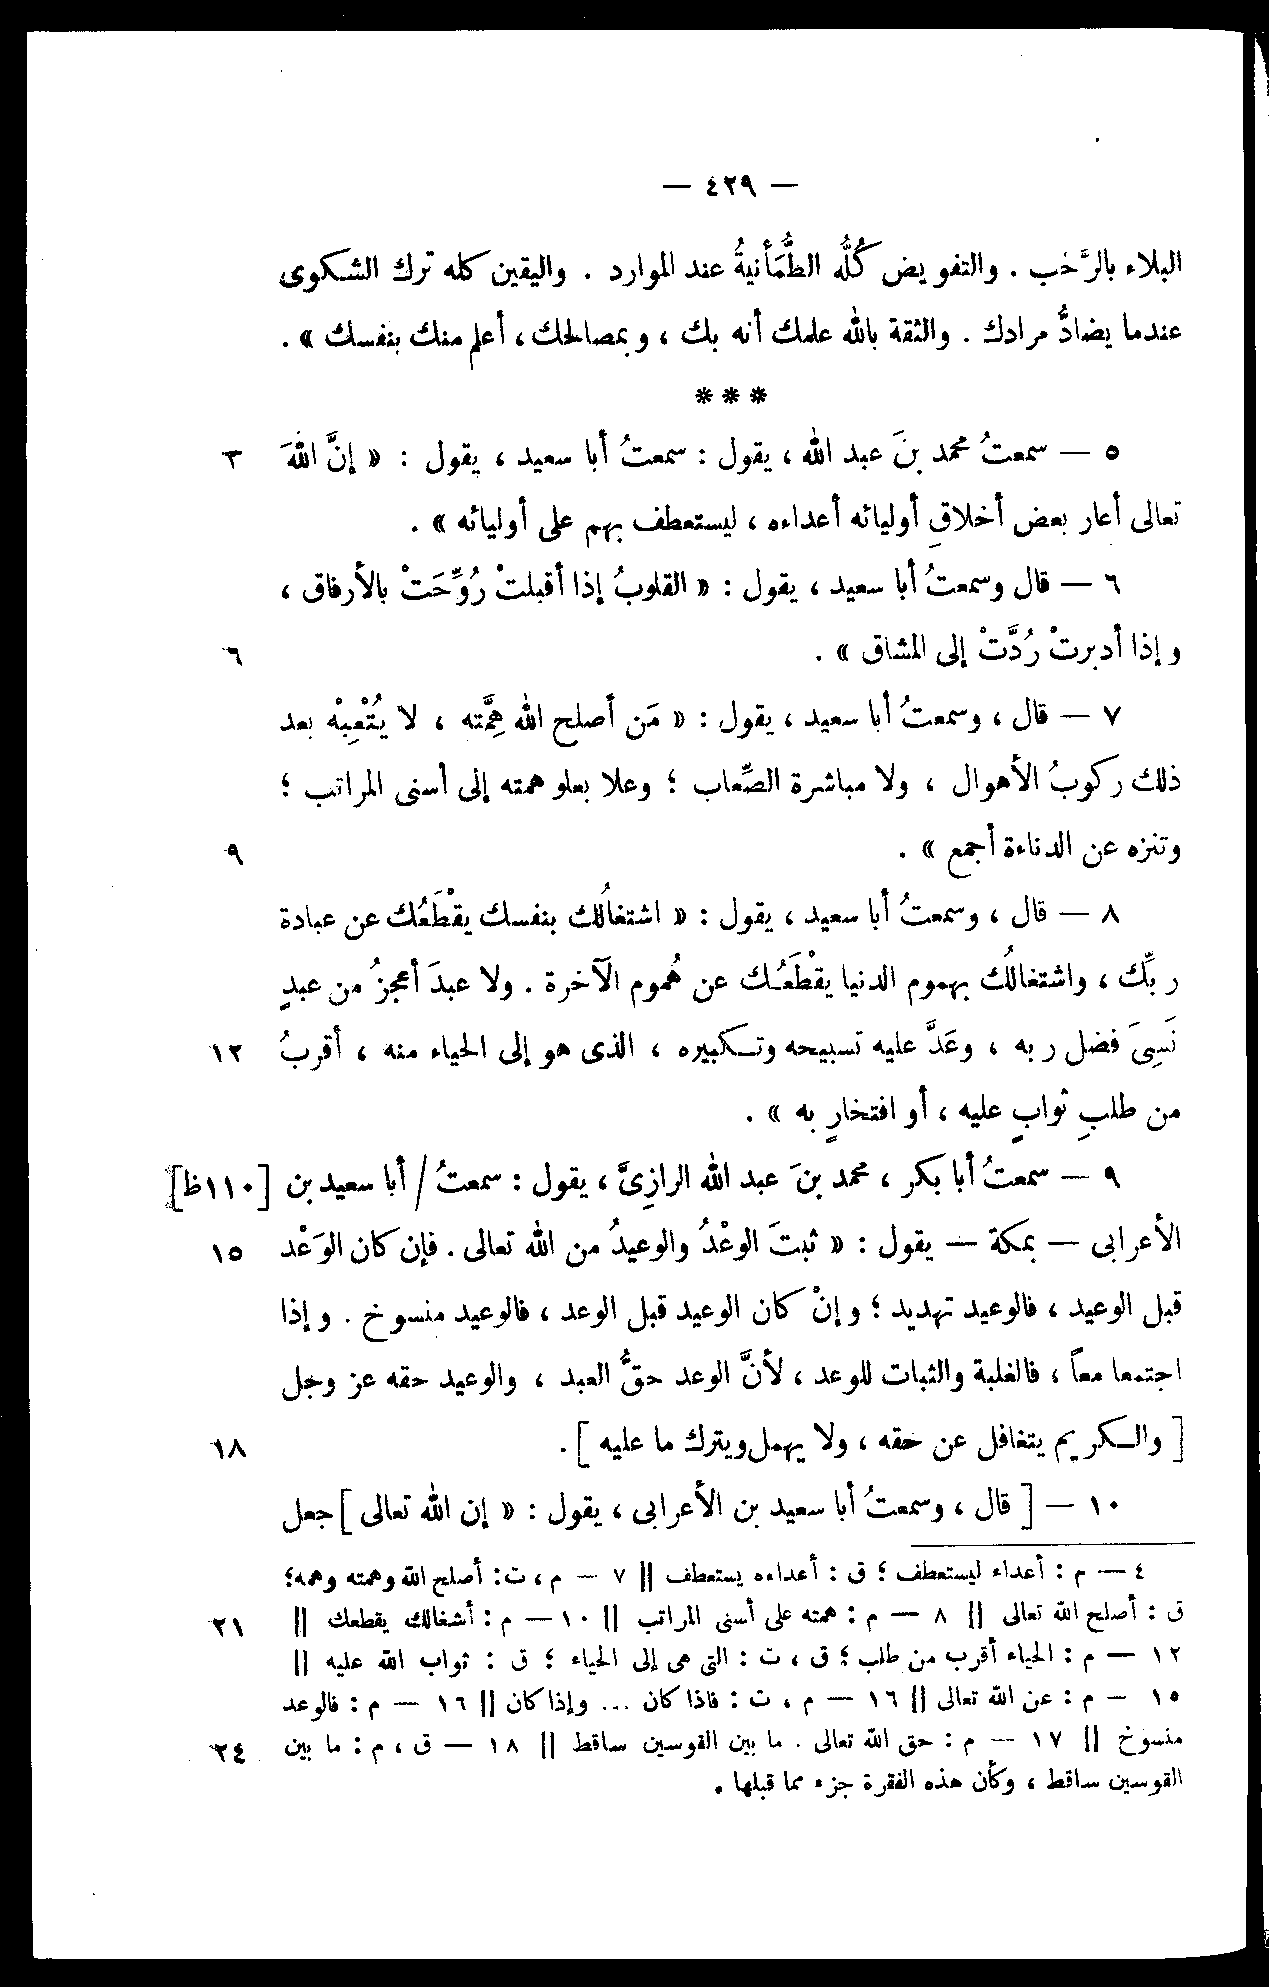 — ٤٢٩ —
البلاء بالرَّحب . والتفويض كُلُّه الطُّمَأْنينةُ عند الموارد . واليقين كله ترك الشكوى
عندما يضادُّ مرادك . والثقة بالله علمك أنه بك ، وبمصالحك ، أعلم منك بنفسك » .
* * *
٥ — سمعتُ محمد بنَ عبد الله ، يقول : سمعتُ أبا سعيد ، يقول : « إنَّ اللهَ ٣
تعالى أعار بعض أخلاقِ أوليائه أعداءه ، ليستعطف بهم على أوليائه » .
٦ — قال وسمعتُ أبا سعيد ، يقول : « القلوبُ إذا أقبلتْ رُوِّحَتْ بالأرفاق ،
وإذا أدبرتْ رُدَّتْ إلى المشاق » . ٦
٧ — قال ، وسمعتُ أبا سعيد ، يقول : « مَن أصلح الله هِمَّته ، لا يُتْعِبْه بعد
ذلك ركوبُ الأهوال ، ولا مباشرة الصِّعاب ؛ وعلا بعلو همته إلى أسنى المراتب ؛
وتنزه عن الدناءة أجمع » . ٩
٨ — قال ، وسمعتُ أبا سعيد ، يقول : « اشتغالُك بنفسك يقْطَعُك عن عبادة
ربِّك ، واشتغالُك بهموم الدنيا يقْطَعُك عن هُموم الآخرة . ولا عبدَ أعجزُ من عبدٍ
نَسِىَ فضل ربه ، وعَدَّ عليه تسبيحه وتكبيره ، الذى هو إلى الحياء منه ، أقربُ ١٢
من طلبِ ثوابٍ عليه ، أو افتخارٍ به » .
٩ — سمعتُ أبا بكر ، محمد بنَ عبد الله الرازِىَّ ، يقول : سمعتُ / أبا سعيد بن [١١٠ظ]
الأعرابى — بمكة — يقول : « ثبتَ الوعْدُ والوعيدُ من الله تعالى . فإن كان الوَعْد ١٥
قبل الوعيد ، فالوعيد تهديد ؛ وإنْ كان الوعيد قبل الوعد ، فالوعيد منسوخ . وإذا
اجتمعا معاً ، فالغلبة والثبات للوعد ، لأنَّ الوعد حقُّ العبد ، والوعيد حقه عز وجل
[ والكريم يتغافل عن حقه ، ولا يهمل ويترك ما عليه ] . ١٨
١٠ — [ قال ، وسمعتُ أبا سعيد بن الأعرابى ، يقول : « إن الله تعالى ] جعل
٤ — م : أعداء ليستعطف ؛ ق : أعداءه يستعطف || ٧ — م ، ت : أصلح الله وهمته وهمه ؛
ق : أصلح الله تعالى || ٨ — م : همته على أسنى المراتب || ١٠ — م : أشغالك يقطعك || ٢١
١٢ — م : الحياء أقرب من طلب ؛ ق ، ت : التى هى إلى الحياء ؛ ق : ثواب الله عليه ||
١٥ — م : عن الله تعالى || ١٦ — م ، ت : فاذا كان ... وإذا كان || ١٦ — م : فالوعد
منسوخ || ١٧ — م : حق الله تعالى . ما بين القوسين ساقط || ١٨ — ق ، م : ما بين ٢٤
القوسين ساقط ، وكأن هذه الفقرة جزء مما قبلها .